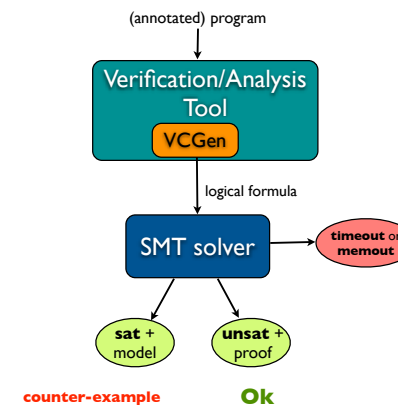 (annotated) program
Verification/Analysis
Tool
VCGen
logical formula
SMT solver
timeout or
memout
sat +
model
unsat +
proof
counter-example
Ok